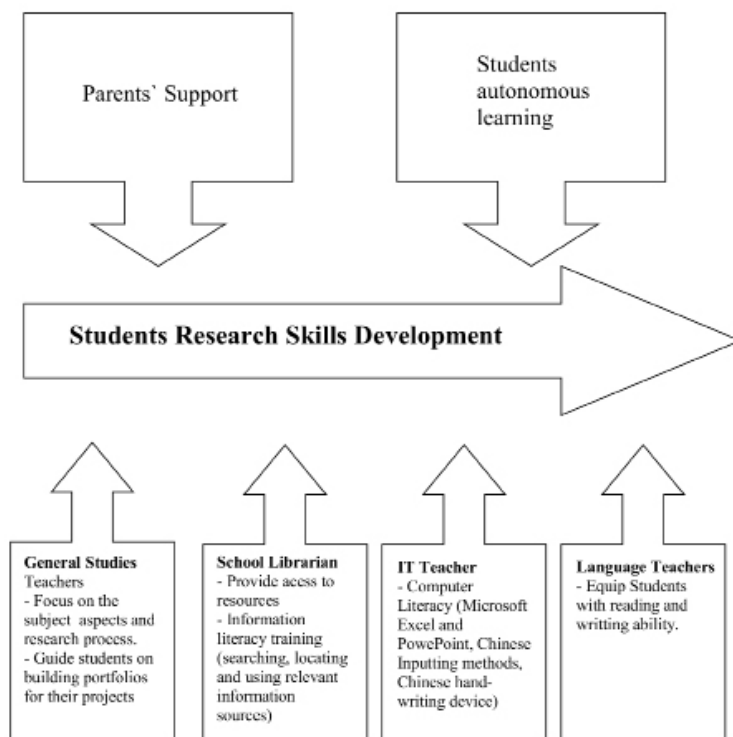 Parents` Support
Students
autonomous
learning
Students Research Skills Development
General Studies
Teachers
- Focus on the
subject aspects and
research process.
- Guide students on
building portfolios
for their projects
School Librarian
- Provide acess to
resources
- Information
literacy training
(searching, locating
and using relevant
information
sources)
IT Teacher
- Computer
Literacy (Microsoft
Excel and
PowePoint, Chinese
Inputting methods,
Chinese hand-
writing device)
Language Teachers
- Equip Students
with reading and
writting ability.